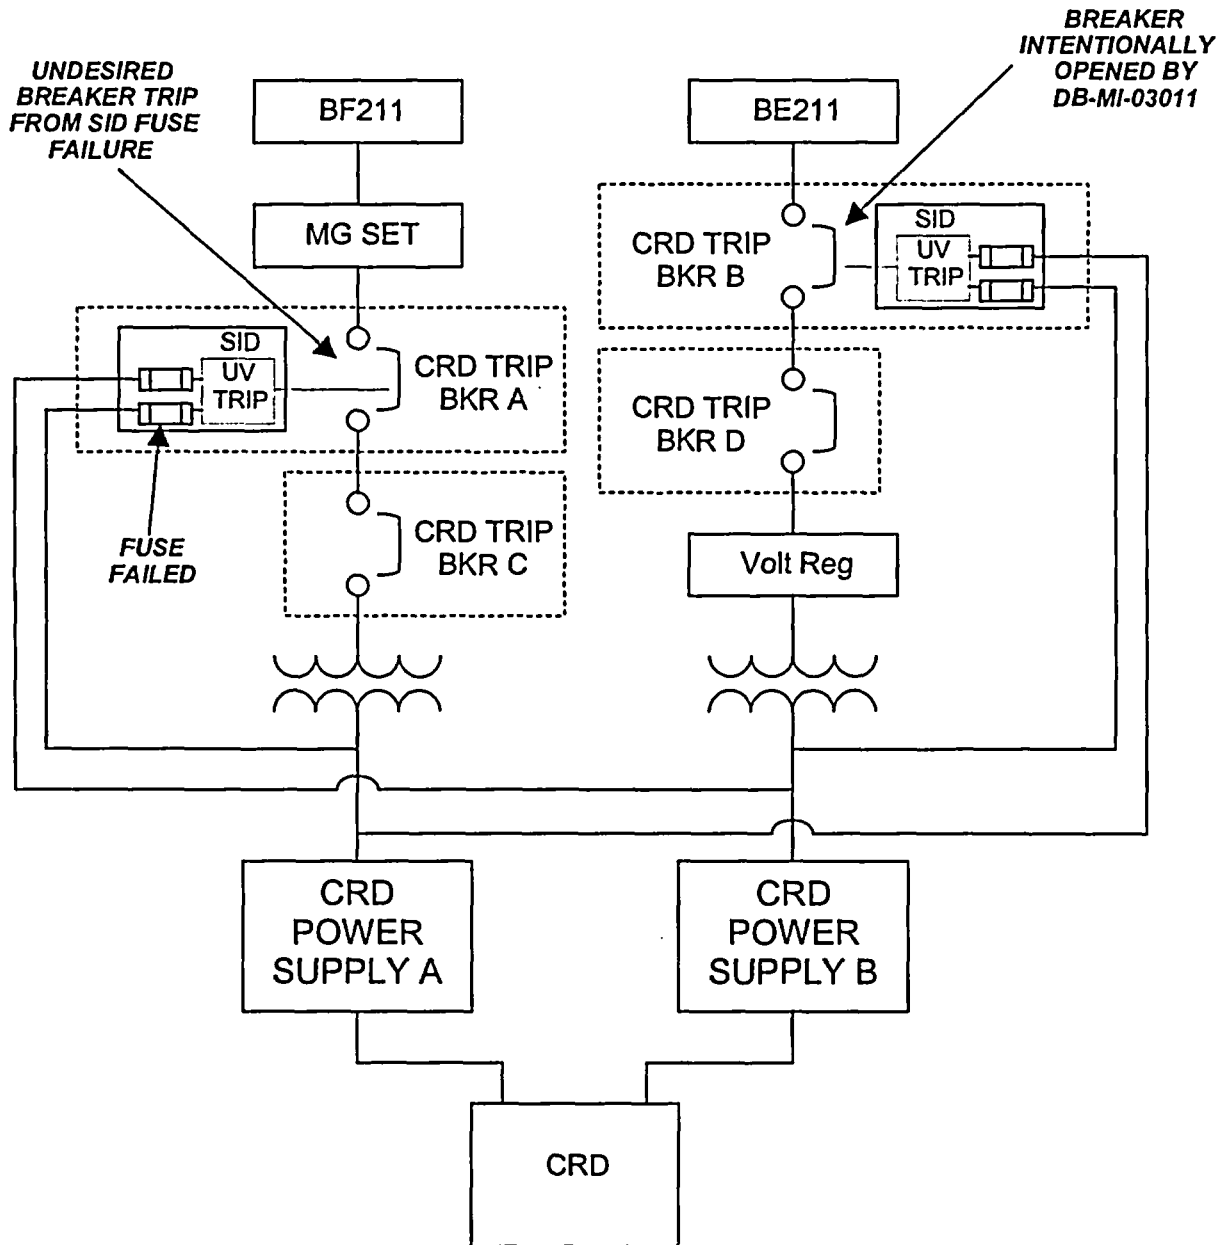 BREAKER
INTENTIONALLY
OPENED BY
DB-MI-03011
UNDESIRED
BREAKER TRIP
FROM SID FUSE
FAILURE
BF211
BE211
MG SET
CRD TRIP
BKR B
SID
UV
TRIP
SID
UV
TRIP
CRD TRIP
BKR A
CRD TRIP
BKR D
FUSE
FAILED
CRD TRIP
BKR C
Volt Reg
CRD
POWER
SUPPLY A
CRD
POWER
SUPPLY B
CRD